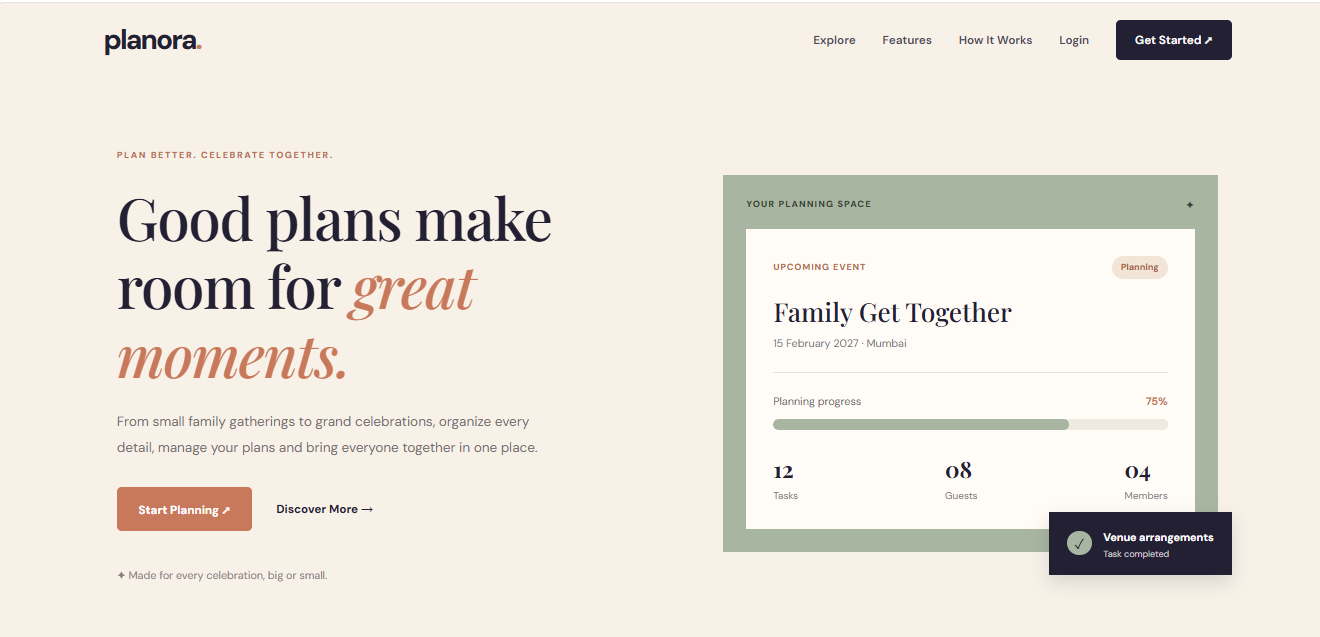 planora.
Explore Features How It Works Login Get Started ↗
PLAN BETTER. CELEBRATE TOGETHER.
Good plans make
room for great
moments.
From small family gatherings to grand celebrations, organize every
detail, manage your plans and bring everyone together in one place.
Start Planning ↗ Discover More →
✦ Made for every celebration, big or small.
YOUR PLANNING SPACE ✦
UPCOMING EVENT Planning
Family Get Together
15 February 2027 · Mumbai
Planning progress 75%
12 08 04
Tasks Guests Members
✓ Venue arrangements
Task completed